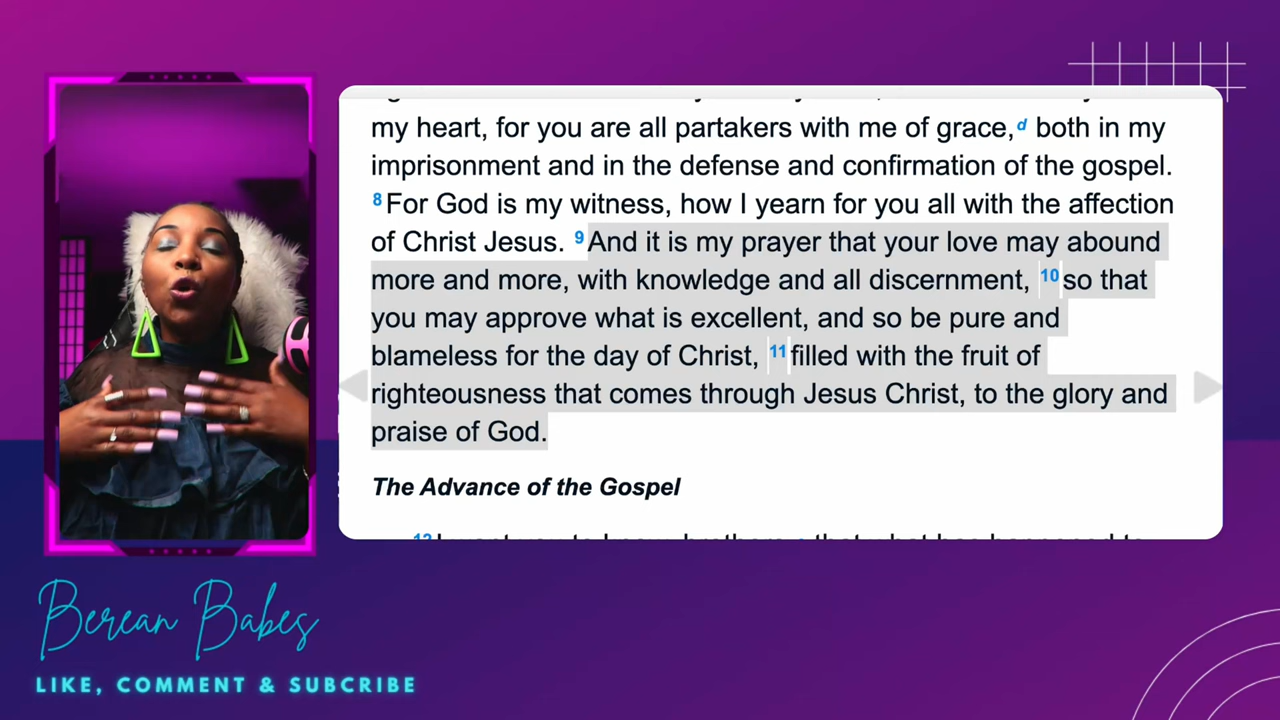 my heart, for you are all partakers with me of grace,d both in my
imprisonment and in the defense and confirmation of the gospel.
8 For God is my witness, how I yearn for you all with the affection
of Christ Jesus. 9 And it is my prayer that your love may abound
more and more, with knowledge and all discernment, 10 so that
you may approve what is excellent, and so be pure and
blameless for the day of Christ, 11 filled with the fruit of
righteousness that comes through Jesus Christ, to the glory and
praise of God.
The Advance of the Gospel
Berean Babes
LIKE, COMMENT & SUBCRIBE